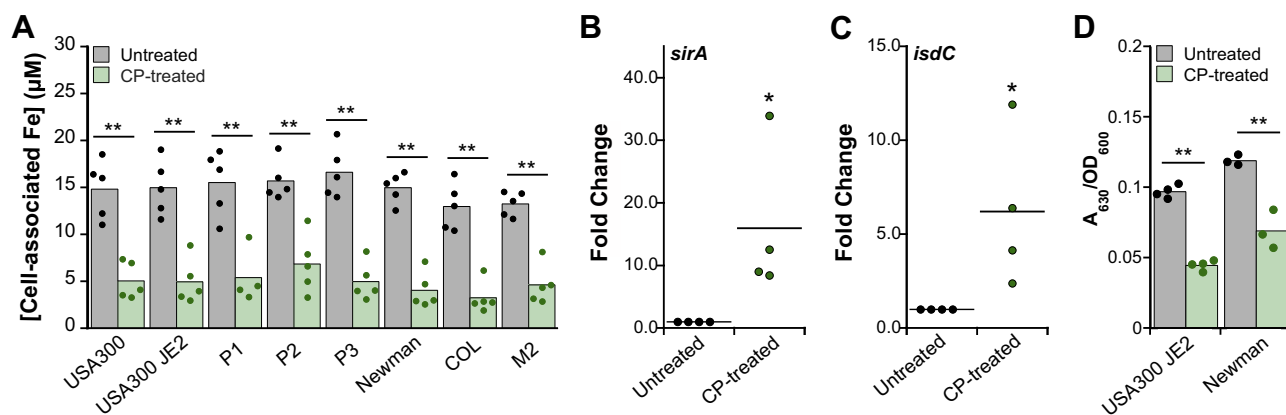 A
[Cell-associated Fe] (µM)
30
25
20
15
10
5
0
Untreated
CP-treated
**
**
**
**
**
**
**
**
USA300
USA300 JE2
P1
P2
P3
Newman
COL
M2
B
sirA
Fold Change
40.0
30.0
20.0
10.0
0.0
*
Untreated
CP-treated
C
isdC
Fold Change
15.0
10.0
5.0
0.0
*
Untreated
CP-treated
D
A630/OD600
0.2
0.15
0.1
0.05
0
Untreated
CP-treated
**
**
USA300 JE2
Newman